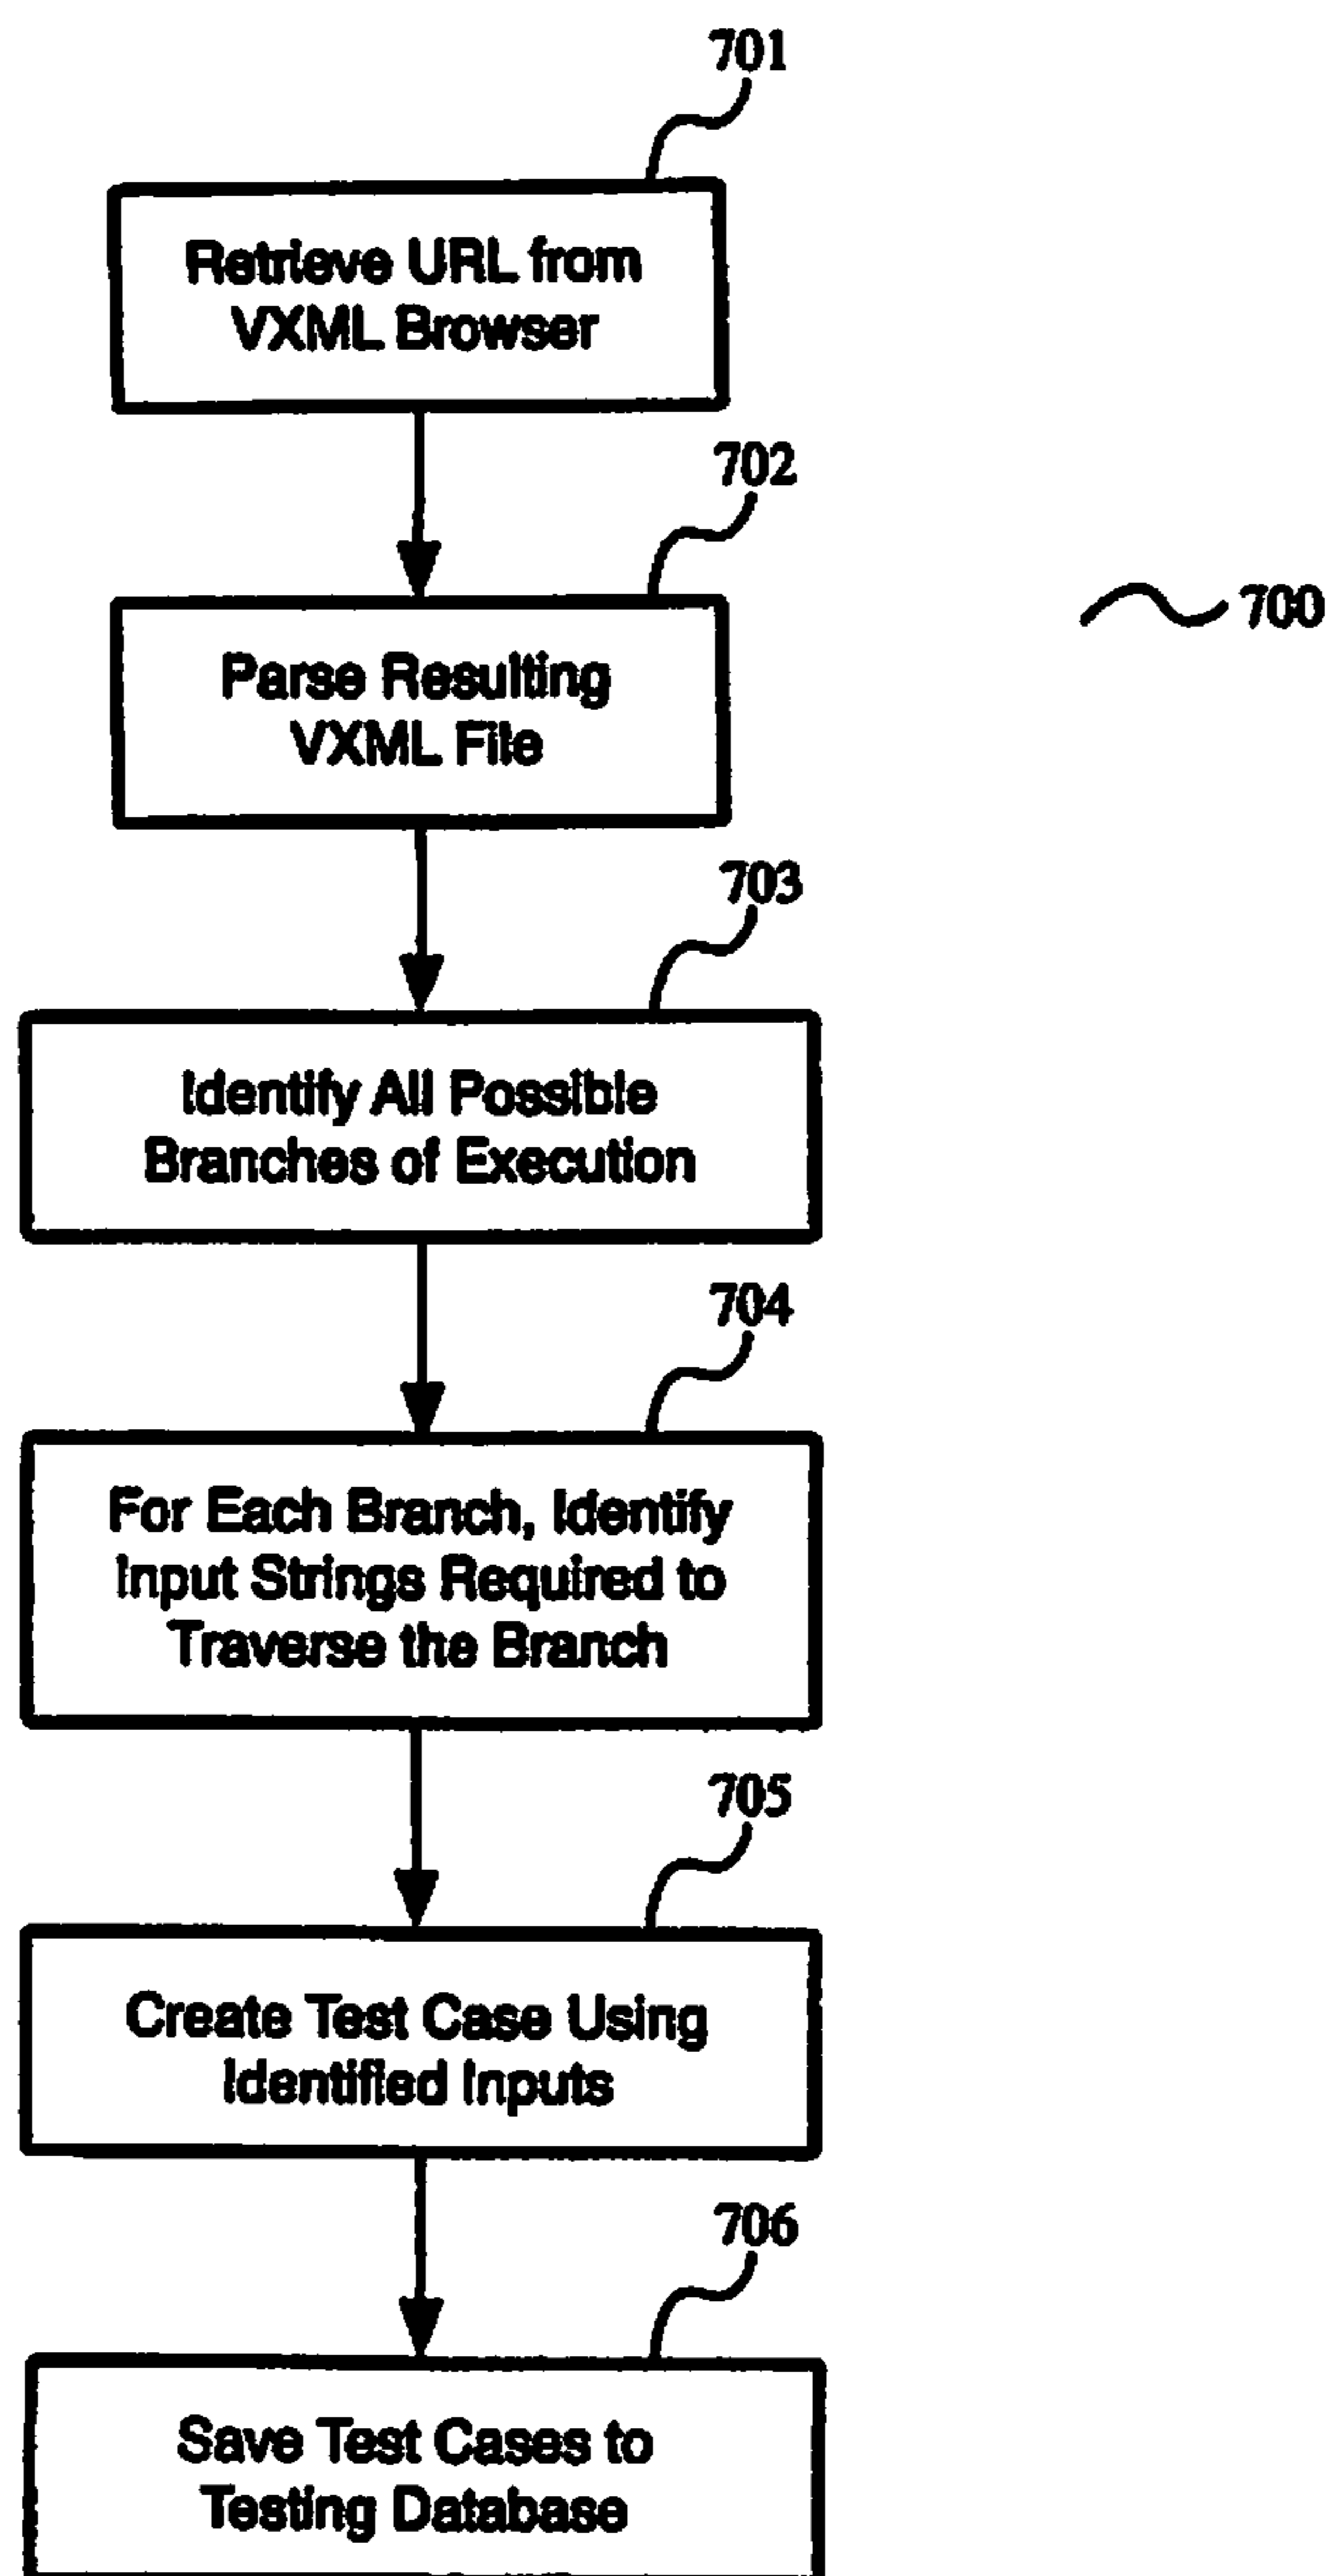 701
Retrieve URL from
VXML Browser
702
700
Parse Resulting
VXML File
703
Identify All Possible
Branches of Execution
704
For Each Branch, Identify
Input Strings Required to
Traverse the Branch
705
Create Test Case Using
Identified Inputs
706
Save Test Cases to
Testing Database